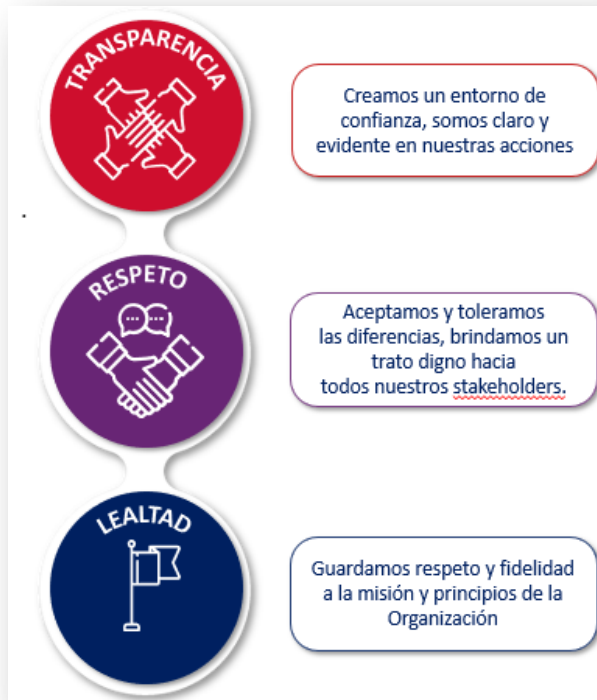 TRANSPARENCIA
Creamos un entorno de
confianza, somos claro y
evidente en nuestras acciones
RESPETO
Aceptamos y toleramos
las diferencias, brindamos un
trato digno hacia
todos nuestros stakeholders.
LEALTAD
Guardamos respeto y fidelidad
a la misión y principios de la
Organización